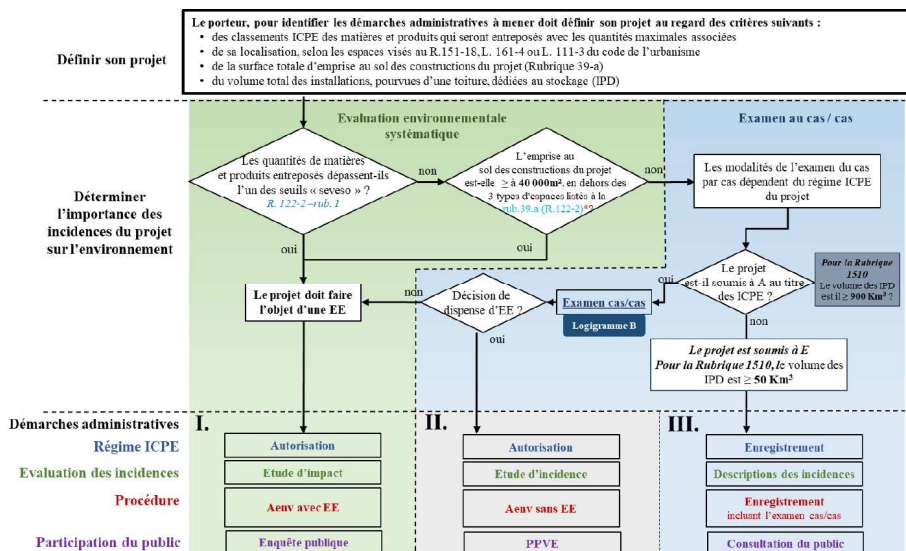 Définir son projet
Le porteur, pour identifier les démarches administratives à mener doit définir son projet au regard des critères suivants :
• des classements ICPE des matières et produits qui seront entreposés avec les quantités maximales associées
• de sa localisation, selon les espaces visés au R.151-18, L. 161-4 ou L. 111-3 du code de l'urbanisme
• de la surface totale d'emprise au sol des constructions du projet (Rubrique 39-a)
• du volume total des installations, pourvues d'une toiture, dédiées au stockage (IPD)
Déterminer
l'importance des
incidences du projet
sur l'environnement
Evaluation environnementale
systématique
Examen au cas / cas
Les quantités de matières
et produits entreposés dépassent-ils
l'un des seuils « seveso » ?
R. 122-2–rub. 1
non
L'emprise au
sol des constructions du projet
est-elle ≥ à 40 000m², en dehors des
3 types d'espaces listés à la
rub.39.a (R.122-2)*?
non
Les modalités de l'examen du cas
par cas dépendent du régime ICPE
du projet
oui
oui
Le projet doit faire
l'objet d'une EE
non
Décision de
dispense d'EE ?
oui
Examen cas/cas
Logigramme B
oui
Le projet
est-il soumis à A au titre
des ICPE ?
Pour la Rubrique
1510
Le volume des IPD
est il ≥ 900 Km³ ?
non
Le projet est soumis à E
Pour la Rubrique 1510, le volume des
IPD est ≥ 50 Km³
Démarches administratives
Régime ICPE
Evaluation des incidences
Procédure
Participation du public
I.
Autorisation
Etude d'impact
Aenv avec EE
Enquête publique
II.
Autorisation
Etude d'incidence
Aenv sans EE
PPVE
III.
Enregistrement
Descriptions des incidences
Enregistrement
incluant l'examen cas/cas
Consultation du public